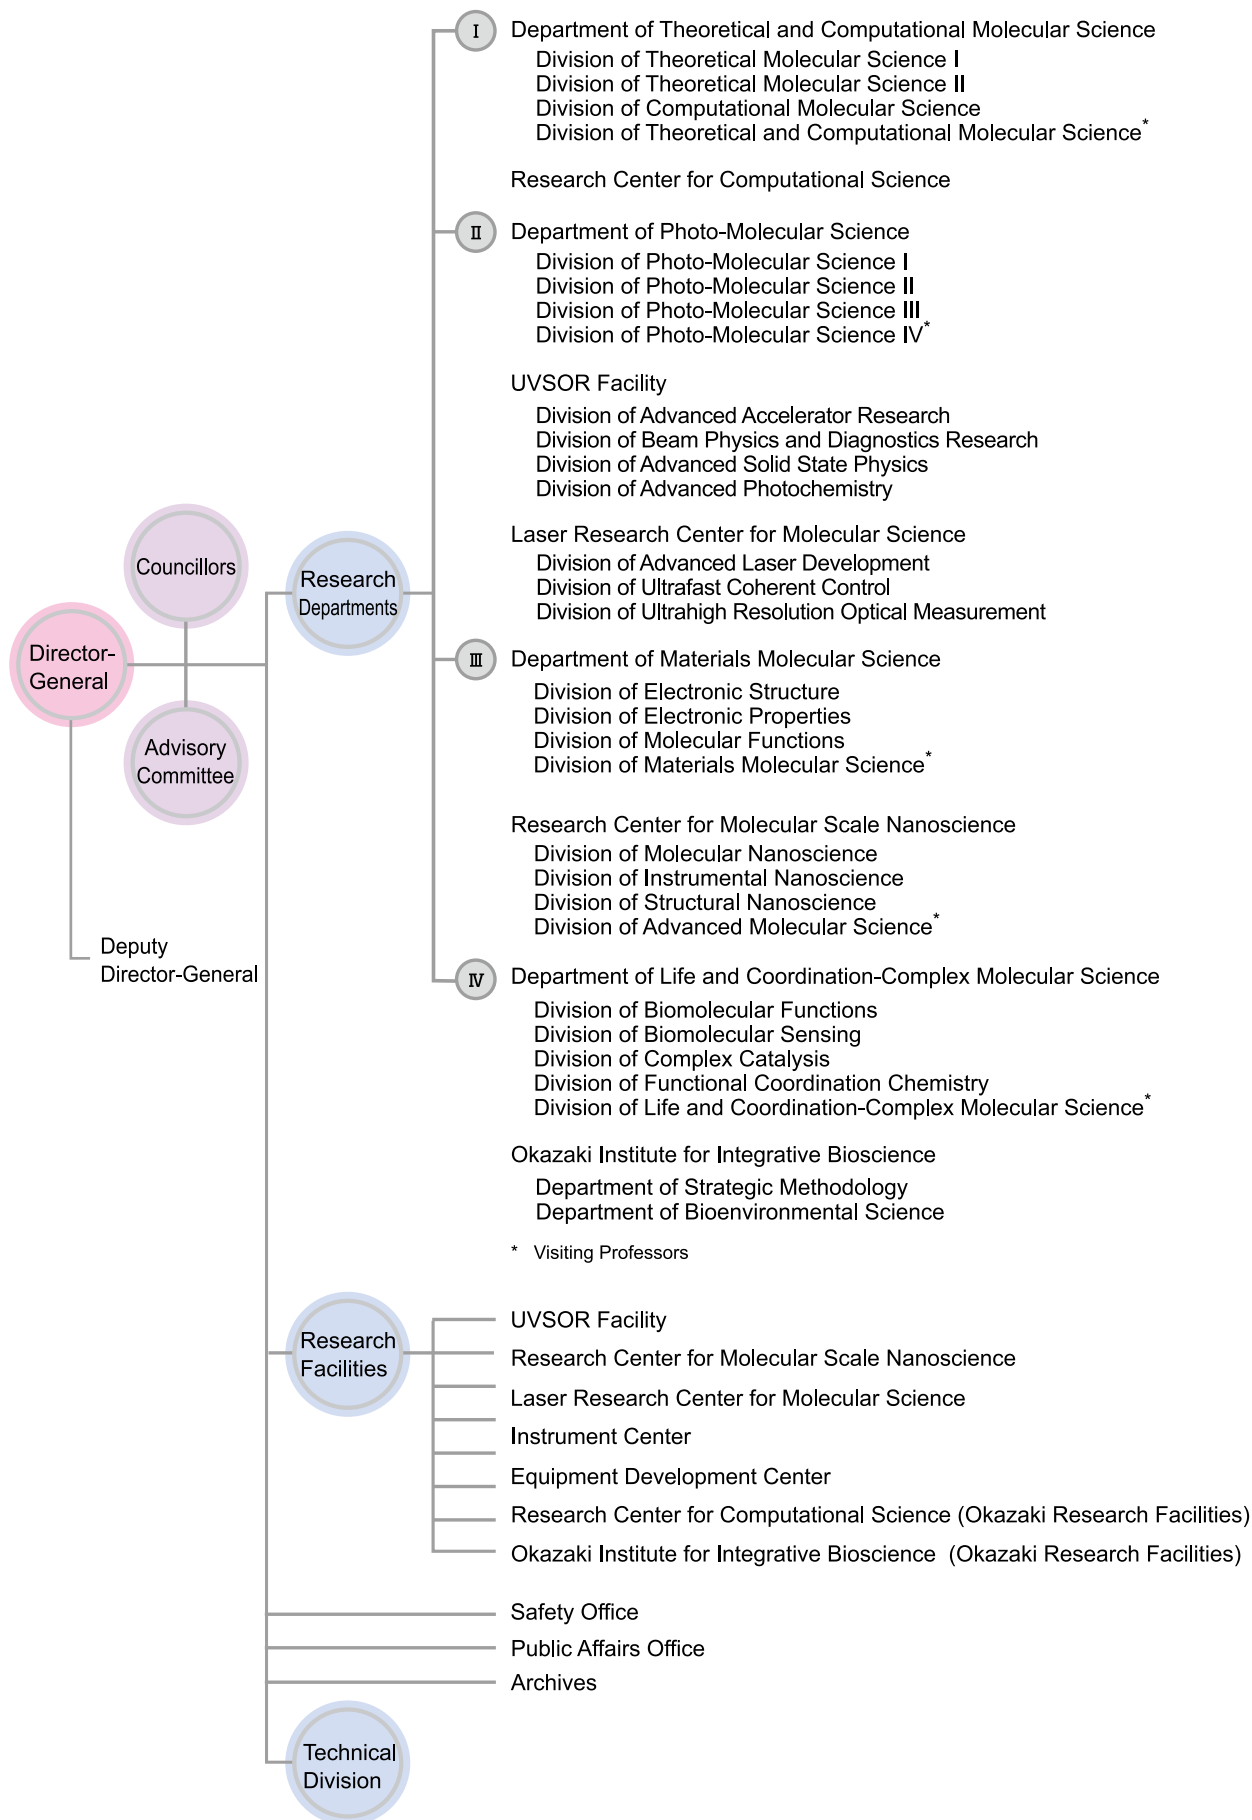 I
Department of Theoretical and Computational Molecular Science
Division of Theoretical Molecular Science I
Division of Theoretical Molecular Science II
Division of Computational Molecular Science
Division of Theoretical and Computational Molecular Science*
Research Center for Computational Science
II
Department of Photo-Molecular Science
Division of Photo-Molecular Science I
Division of Photo-Molecular Science II
Division of Photo-Molecular Science III
Division of Photo-Molecular Science IV*
UVSOR Facility
Division of Advanced Accelerator Research
Division of Beam Physics and Diagnostics Research
Division of Advanced Solid State Physics
Division of Advanced Photochemistry
Laser Research Center for Molecular Science
Division of Advanced Laser Development
Division of Ultrafast Coherent Control
Division of Ultrahigh Resolution Optical Measurement
Councillors
Research
Departments
Director-
General
Advisory
Committee
Deputy
Director-General
III
Department of Materials Molecular Science
Division of Electronic Structure
Division of Electronic Properties
Division of Molecular Functions
Division of Materials Molecular Science*
Research Center for Molecular Scale Nanoscience
Division of Molecular Nanoscience
Division of Instrumental Nanoscience
Division of Structural Nanoscience
Division of Advanced Molecular Science*
IV
Department of Life and Coordination-Complex Molecular Science
Division of Biomolecular Functions
Division of Biomolecular Sensing
Division of Complex Catalysis
Division of Functional Coordination Chemistry
Division of Life and Coordination-Complex Molecular Science*
Okazaki Institute for Integrative Bioscience
Department of Strategic Methodology
Department of Bioenvironmental Science
* Visiting Professors
Research
Facilities
UVSOR Facility
Research Center for Molecular Scale Nanoscience
Laser Research Center for Molecular Science
Instrument Center
Equipment Development Center
Research Center for Computational Science (Okazaki Research Facilities)
Okazaki Institute for Integrative Bioscience (Okazaki Research Facilities)
Safety Office
Public Affairs Office
Archives
Technical
Division